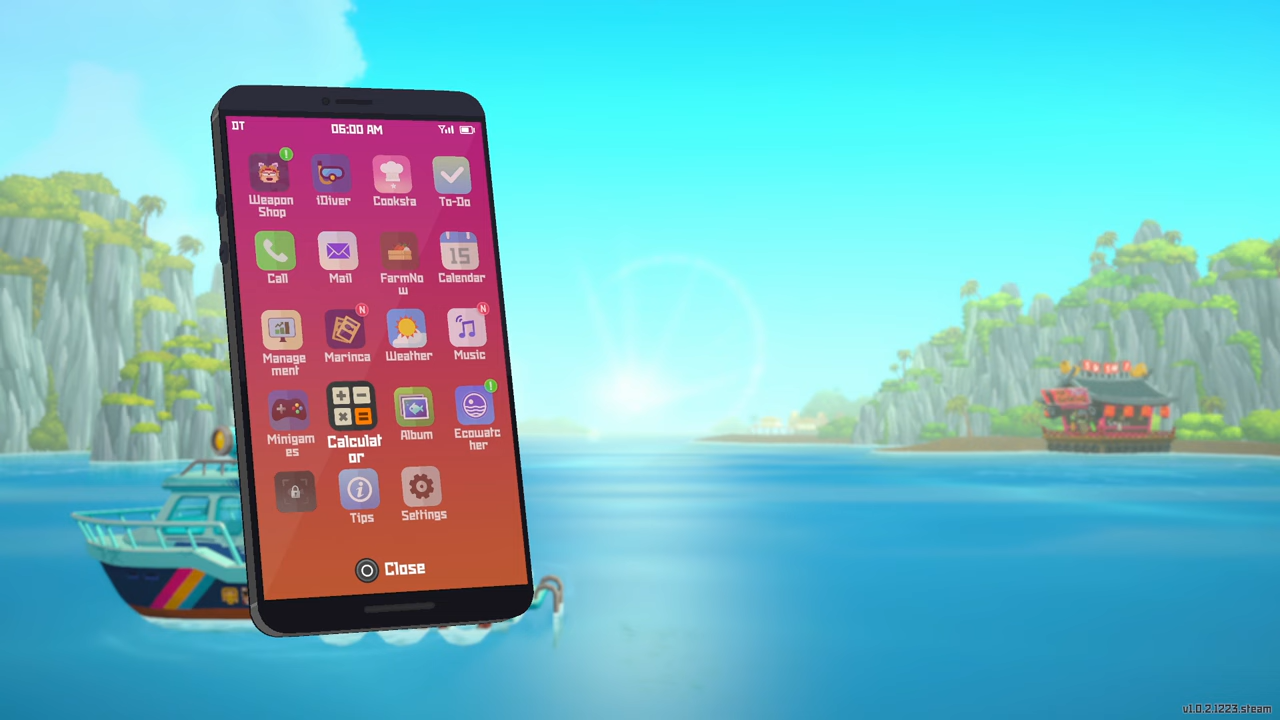 DT
06:00 AM
Weapon
Shop
iDiver
Cooksta
To-Do
Call
Mail
FarmNo
w
Calendar
15
Manage
ment
Marinca
N
Weather
Music
N
Minigam
es
Calculat
or
Album
Ecowatc
her
Tips
Settings
Close
v1.0.2.1223.steam